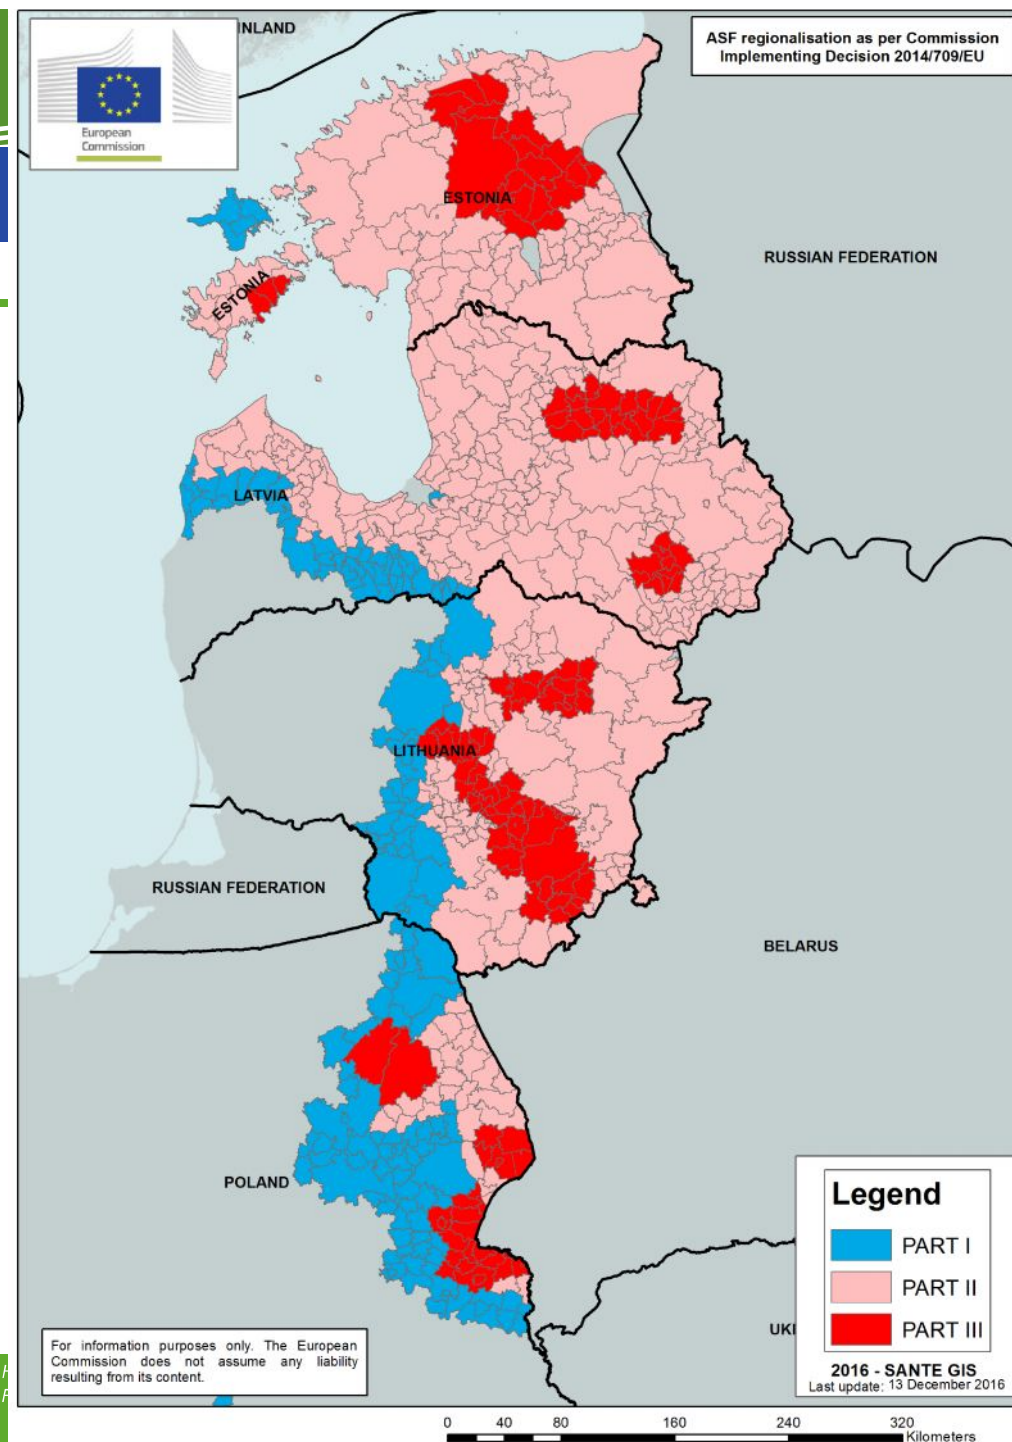 INLAND
ASF regionalisation as per Commission
Implementing Decision 2014/709/EU
European
Commission
ESTONIA
RUSSIAN FEDERATION
ESTONIA
LATVIA
LITHUANIA
RUSSIAN FEDERATION
BELARUS
POLAND
Legend
PART I
PART II
PART III
For information purposes only. The European
Commission does not assume any liability
resulting from its content.
2016 - SANTE GIS
Last update: 13 December 2016
0 40 80 160 240 320
Kilometers